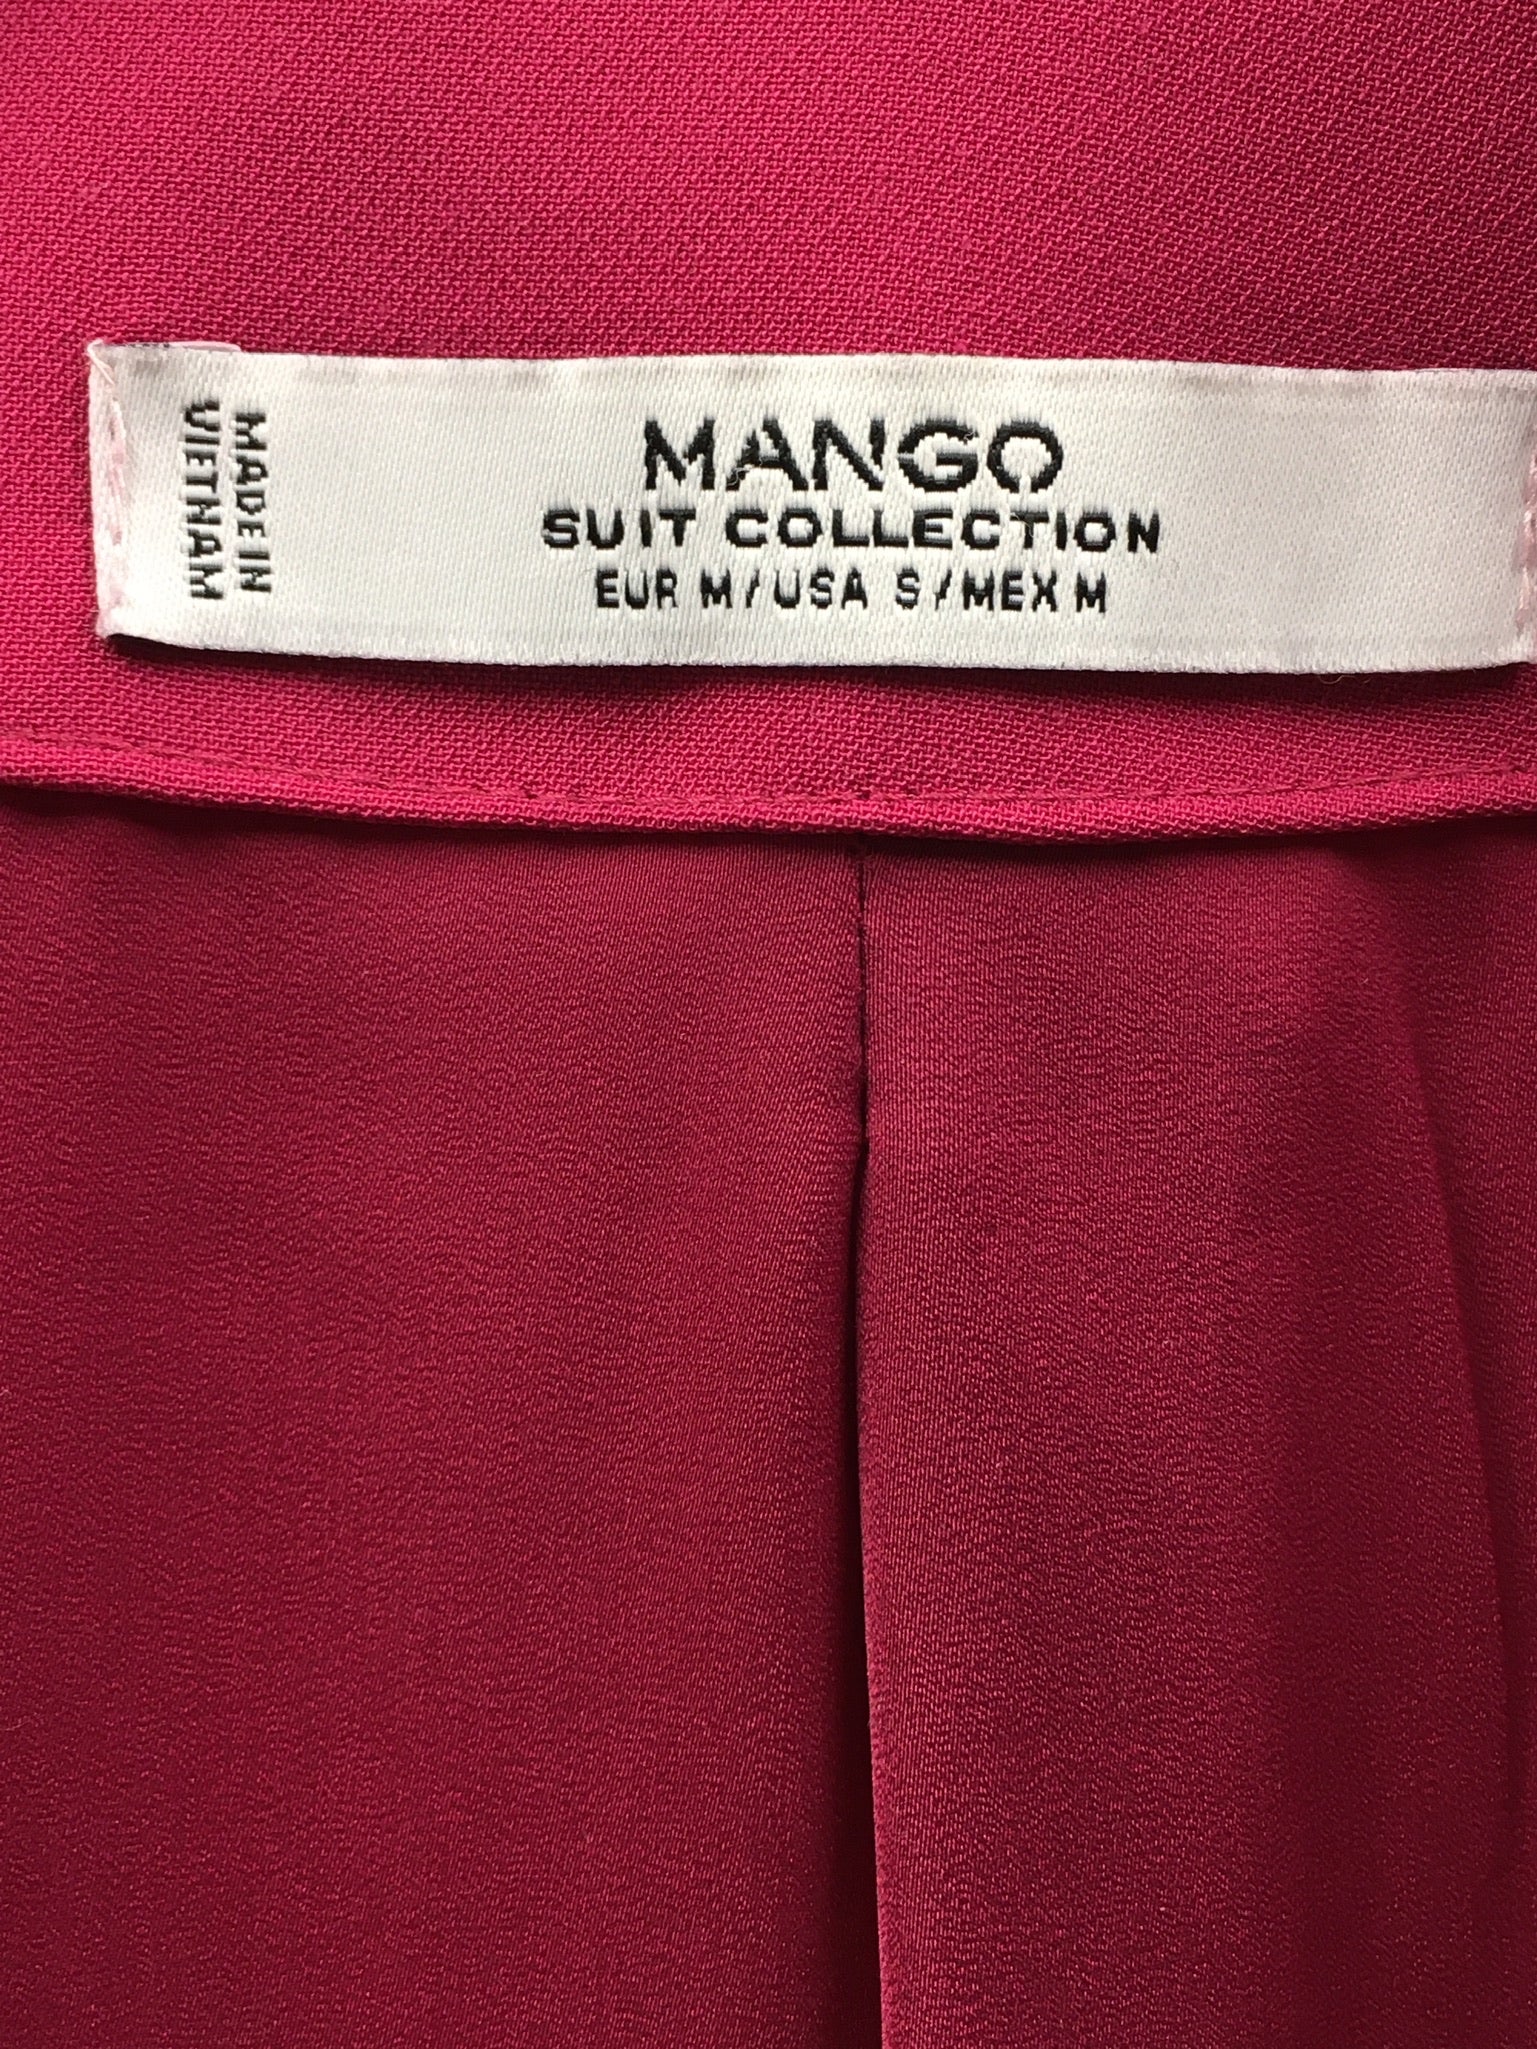 MANGO
SUIT COLLECTION
EUR M/USA S/MEX M
MADE IN
VIETNAM